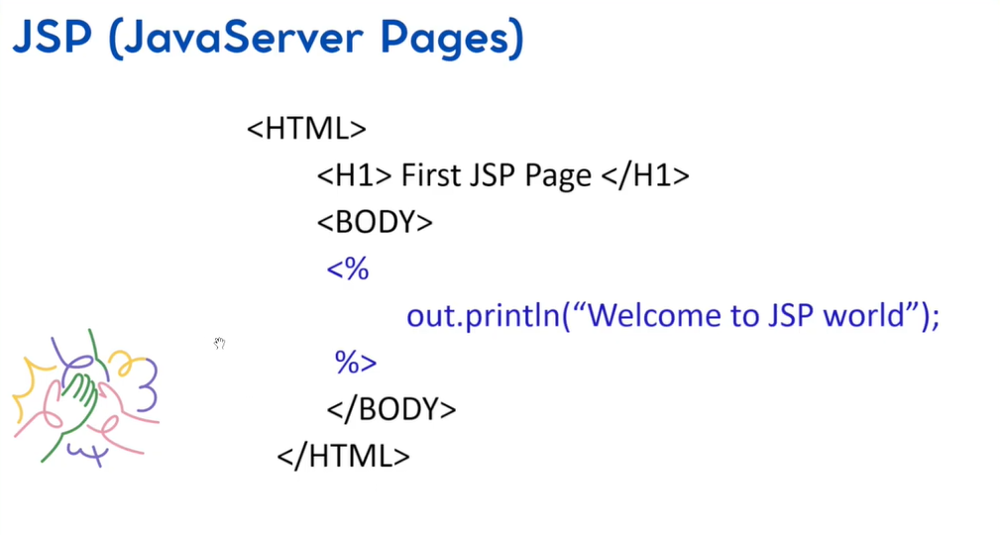 JSP (JavaServer Pages)
<HTML>
<H1> First JSP Page </H1>
<BODY>
<%
out.println(“Welcome to JSP world”);
%>
</BODY>
</HTML>